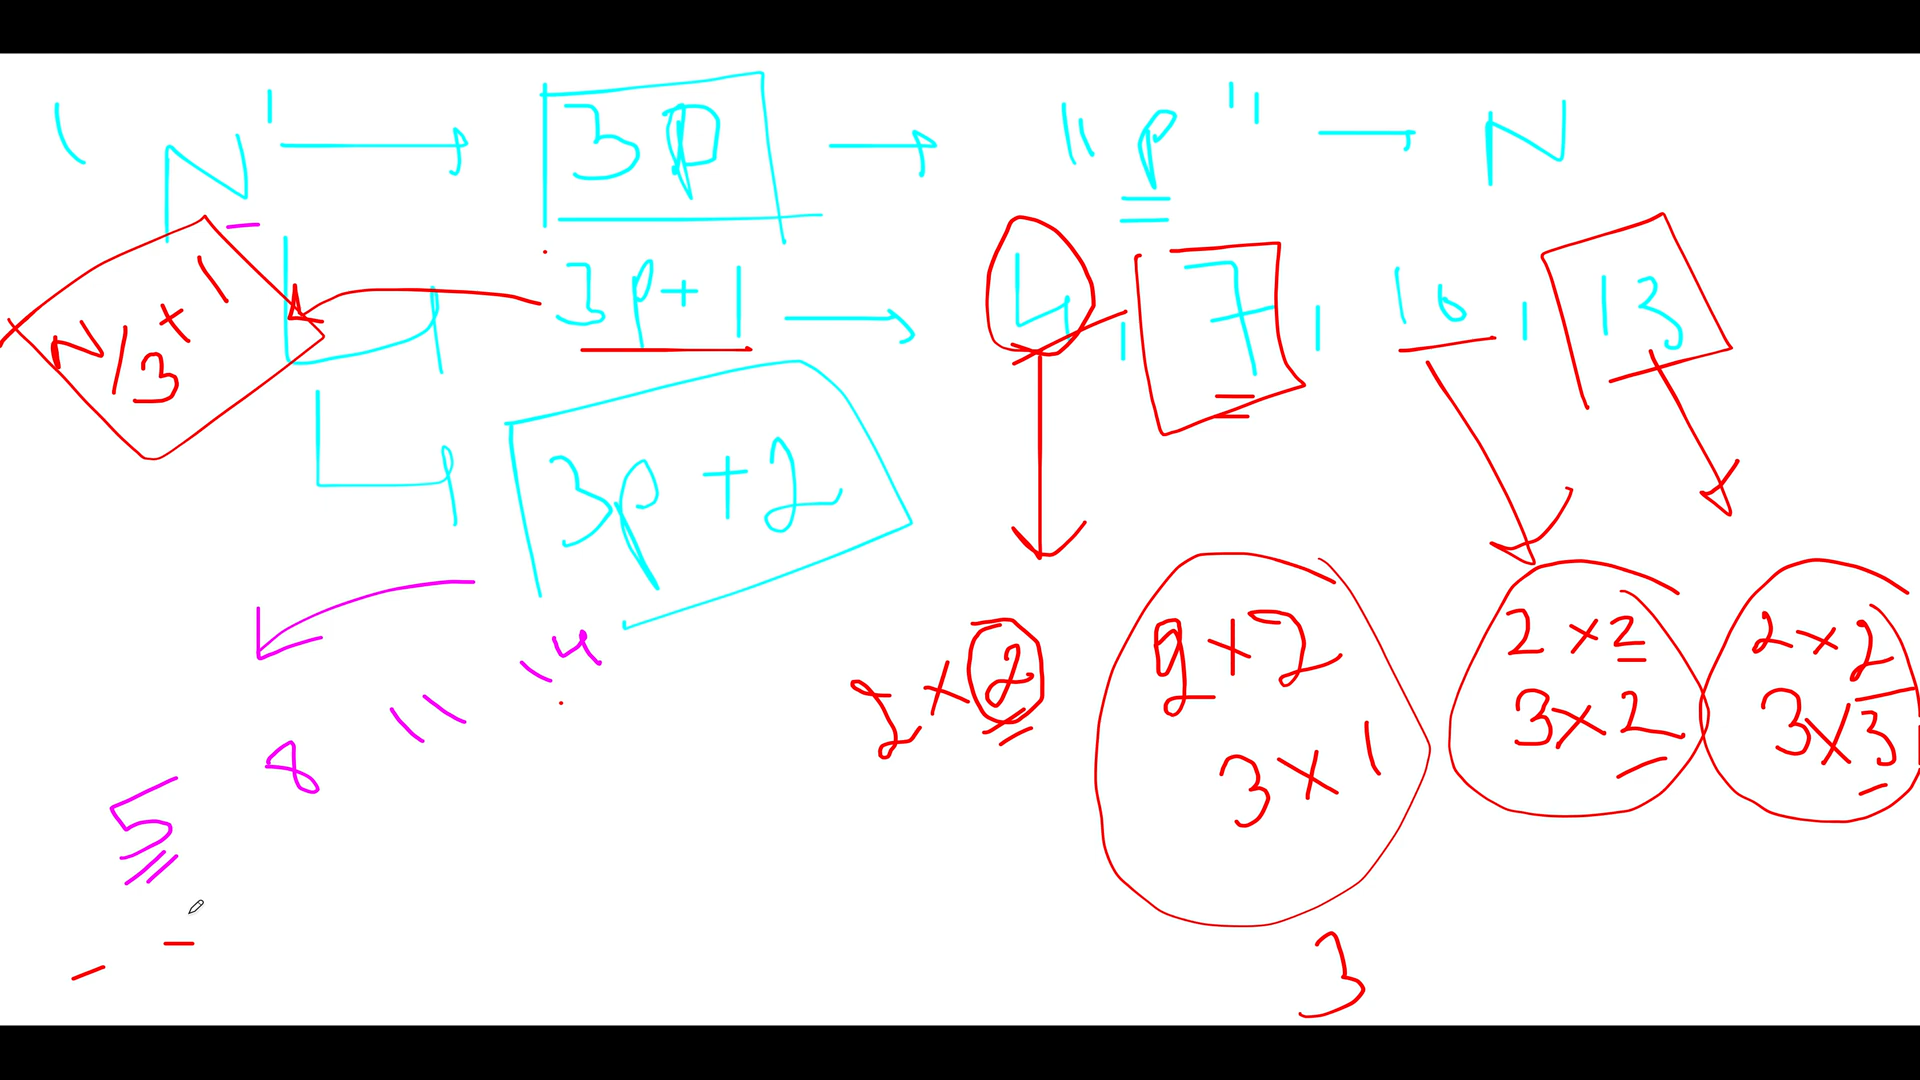 'N' → 3p → "p" → N
N/3 + 1
3p+1 → 4, 7, 10, 13
3p+2
2 × 2
2 × 2
3 × 1
2 × 2
3 × 2
2 × 2
3 × 3
5 8 11 14
3